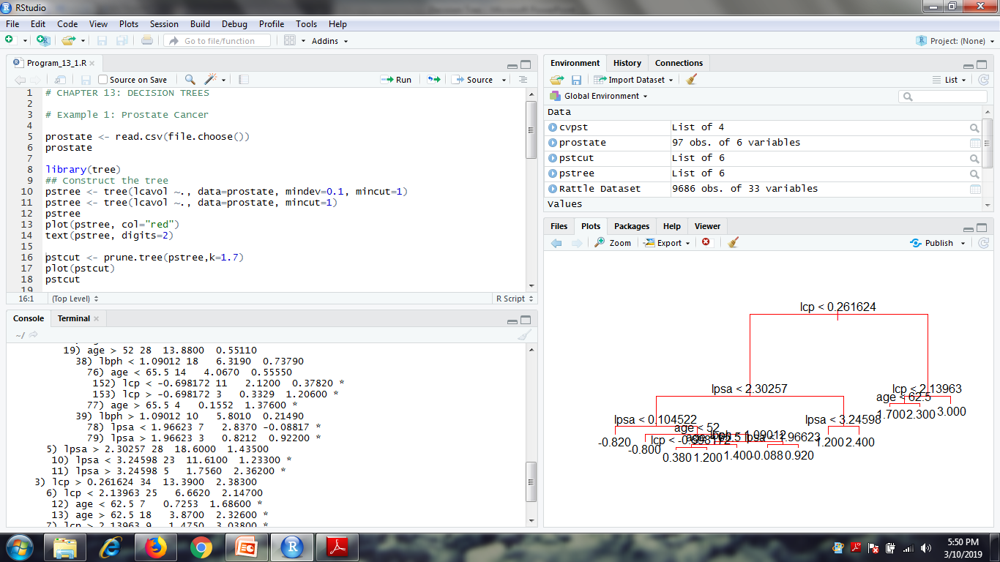 RStudio
File Edit Code View Plots Session Build Debug Profile Tools Help
Go to file/function Addins Project: (None)
Program_13_1.R
Source on Save Run Source
1 # CHAPTER 13: DECISION TREES
2
3 # Example 1: Prostate Cancer
4
5 prostate <- read.csv(file.choose())
6 prostate
7
8 library(tree)
9 ## Construct the tree
10 pstree <- tree(lcavol ~., data=prostate, mindev=0.1, mincut=1)
11 pstree <- tree(lcavol ~., data=prostate, mincut=1)
12 pstree
13 plot(pstree, col="red")
14 text(pstree, digits=2)
15
16 pstcut <- prune.tree(pstree,k=1.7)
17 plot(pstcut)
18 pstcut
19
16:1 (Top Level) R Script
Console Terminal
~/
19) age > 52 28 13.8800 0.55110
38) lbph < 1.09012 18 6.3190 0.73790
76) age < 65.5 14 4.0670 0.55550
152) lcp < -0.698172 11 2.1200 0.37820 *
153) lcp > -0.698172 3 0.3329 1.20600 *
77) age > 65.5 4 0.1552 1.37600 *
39) lbph > 1.09012 10 5.8010 0.21490
78) lpsa < 1.96623 7 2.8370 -0.08817 *
79) lpsa > 1.96623 3 0.8212 0.92200 *
5) lpsa > 2.30257 28 18.6000 1.43500
10) lpsa < 3.24598 23 11.6100 1.23300 *
11) lpsa > 3.24598 5 1.7560 2.36200 *
3) lcp > 0.261624 34 13.3900 2.38300
6) lcp < 2.13963 25 6.6620 2.14700
12) age < 62.5 7 0.7253 1.68600 *
13) age > 62.5 18 3.8700 2.32600 *
7) lcp > 2.13963 9 1.4750 3.03800 *
Environment History Connections
Import Dataset List
Global Environment
Data
cvpst List of 4
prostate 97 obs. of 6 variables
pstcut List of 6
pstree List of 6
Rattle Dataset 9686 obs. of 33 variables
Values
Files Plots Packages Help Viewer
Zoom Export Publish
lcp < 0.261624
lpsa < 2.30257 lcp < 2.13963
age < 62.5
1.700 2.300 3.000
lpsa < 0.104522 lpsa < 3.24598
age < 52
-0.820 lcp < -0.698172 lbph < 1.09012 lpsa < 1.96623 1.200 2.400
-0.800 0.380 1.200 1.400 -0.088 0.920
5:50 PM
3/10/2019